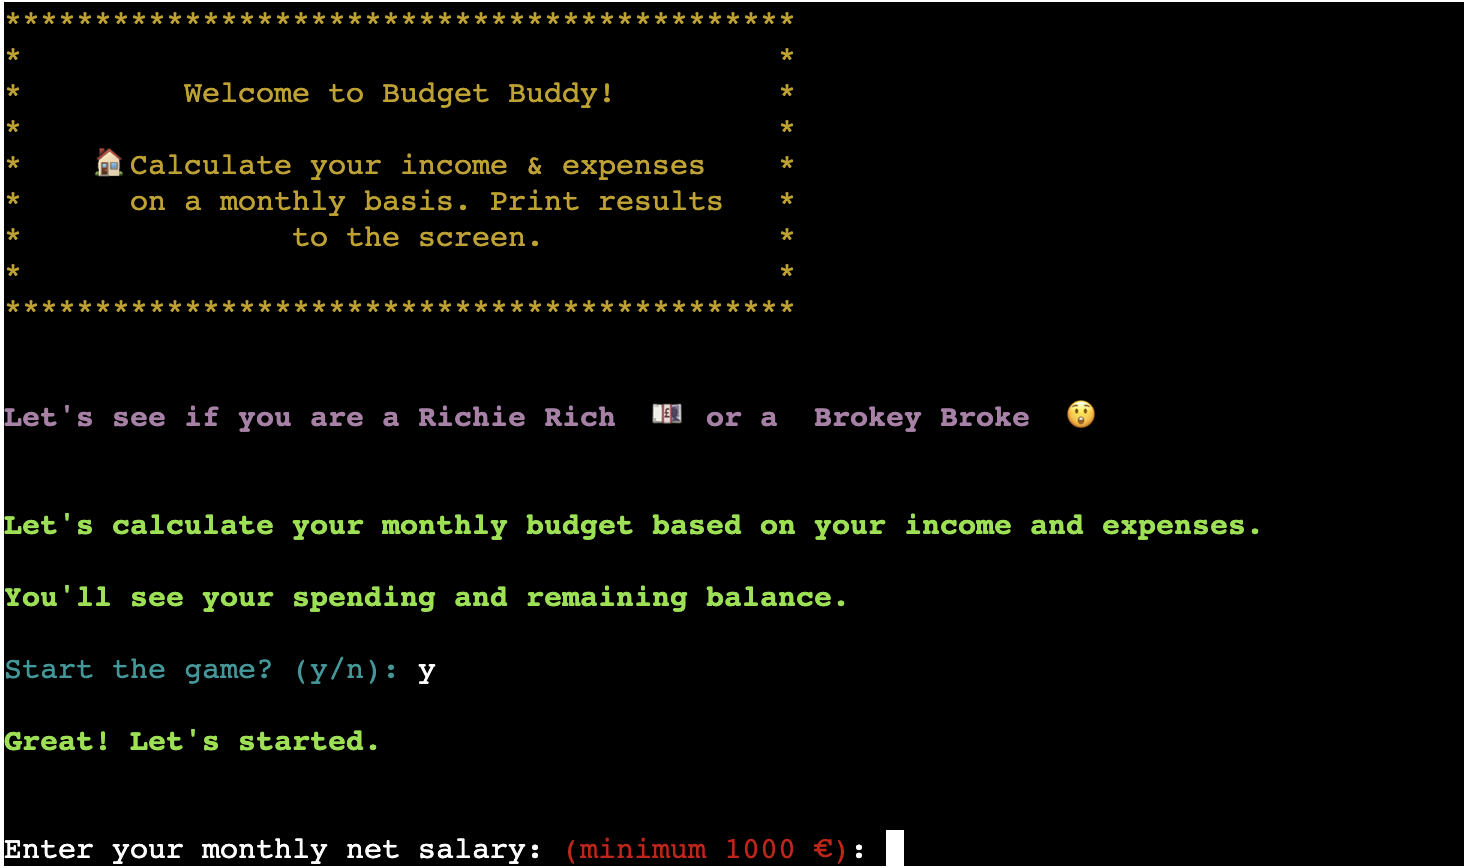 ********************************************
*                                          *
*         Welcome to Budget Buddy!         *
*                                          *
*    🏠Calculate your income & expenses    *
*      on a monthly basis. Print results   *
*               to the screen.             *
*                                          *
********************************************
Let's see if you are a Richie Rich  💷 or a  Brokey Broke  😲
Let's calculate your monthly budget based on your income and expenses.
You'll see your spending and remaining balance.
Start the game? (y/n): y
Great! Let's started.
Enter your monthly net salary: (minimum 1000 €):